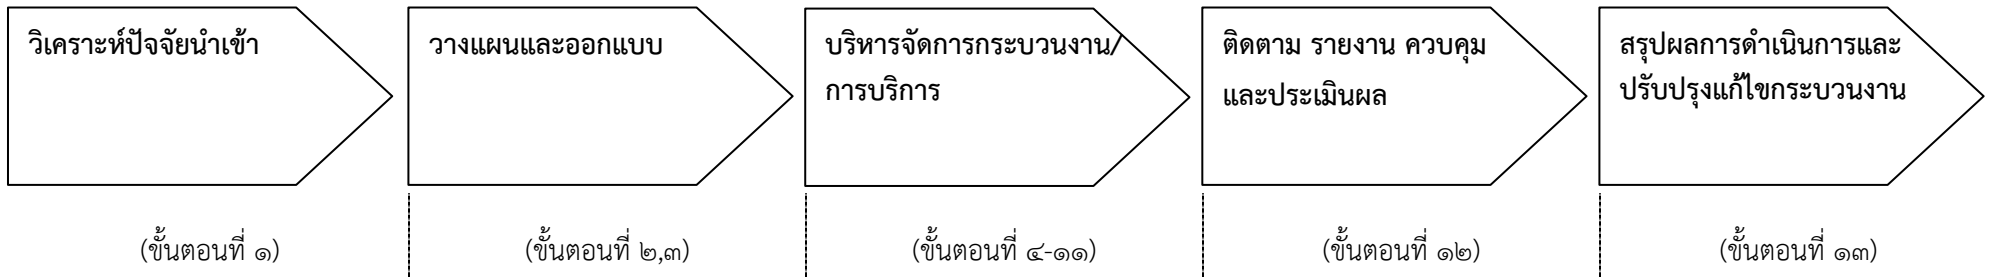 วิเคราะห์ปัจจัยนำเข้า
วางแผนและออกแบบ
บริหารจัดการกระบวนงาน/
การบริการ
ติดตาม รายงาน ควบคุม
และประเมินผล
สรุปผลการดำเนินการและ
ปรับปรุงแก้ไขกระบวนงาน
(ขั้นตอนที่ ๑)
(ขั้นตอนที่ ๒,๓)
(ขั้นตอนที่ ๔-๑๑)
(ขั้นตอนที่ ๑๒)
(ขั้นตอนที่ ๑๓)